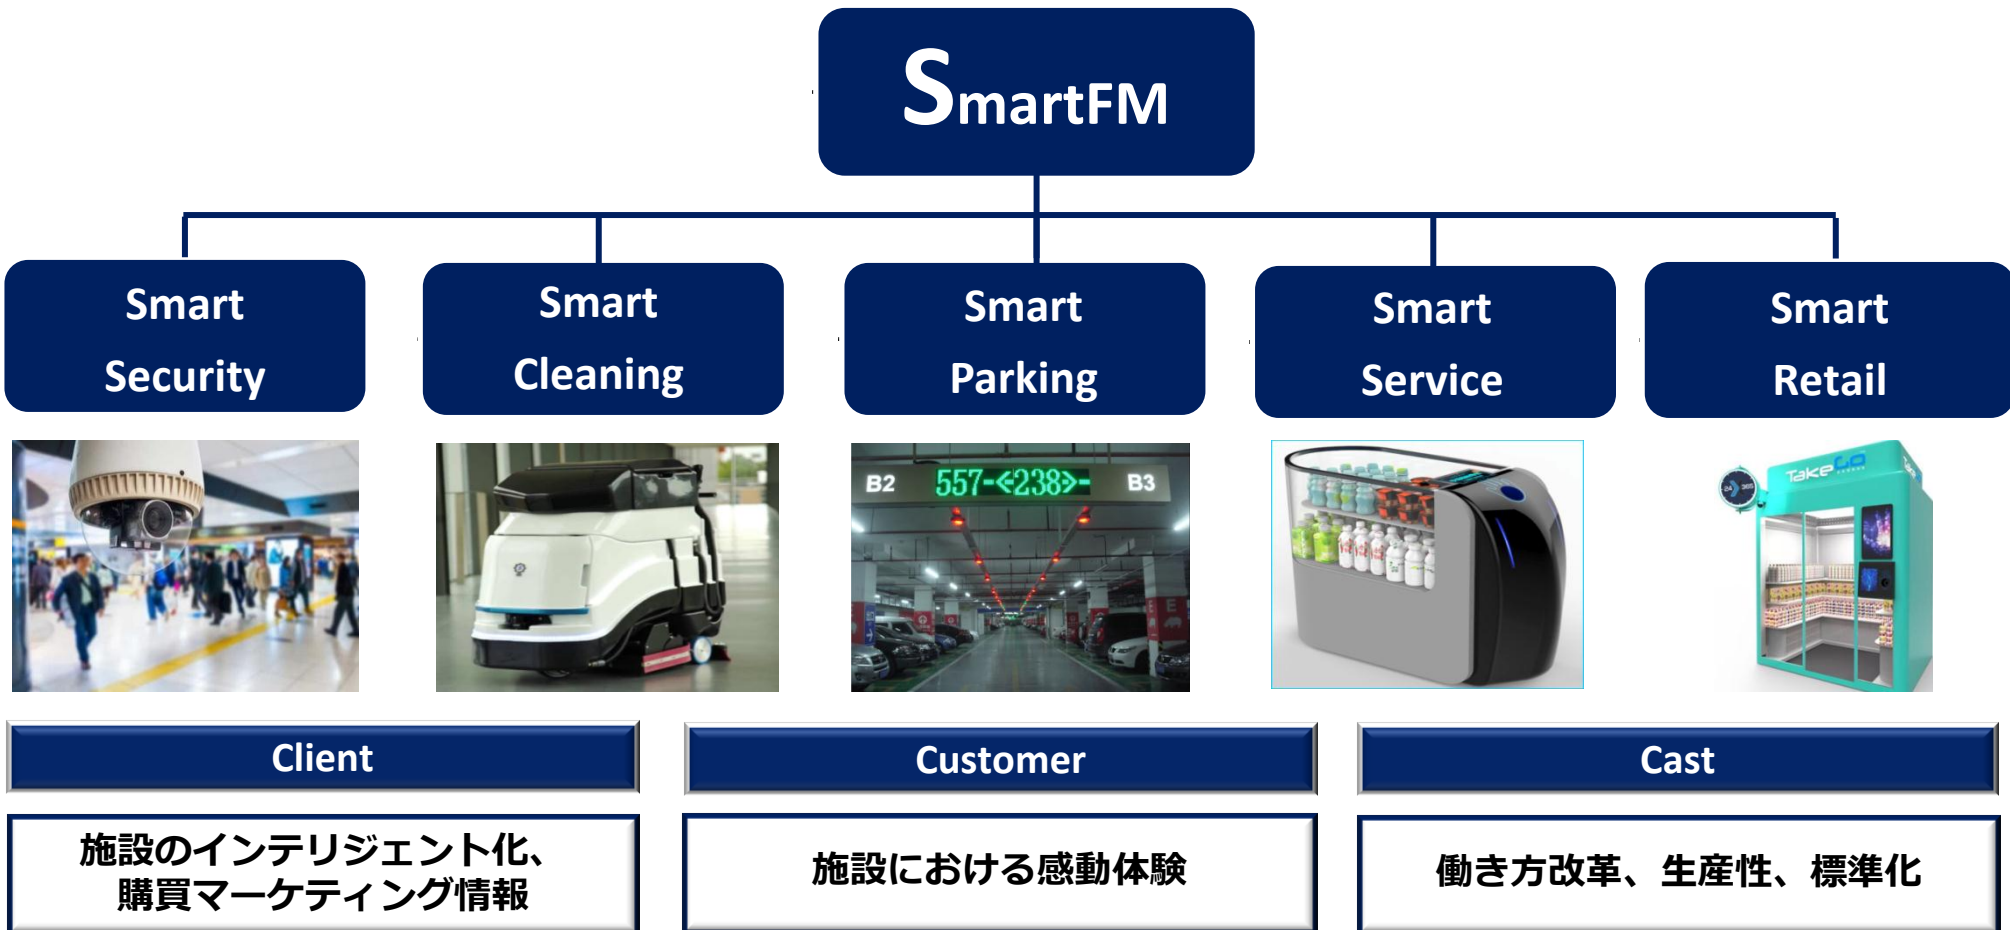 SmartFM
Smart
Security
Smart
Cleaning
Smart
Parking
Smart
Service
Smart
Retail
B2 557-<238>- B3
E
E
24 365
TakeGo
Client
Customer
Cast
施設のインテリジェント化、
購買マーケティング情報
施設における感動体験
働き方改革、生産性、標準化